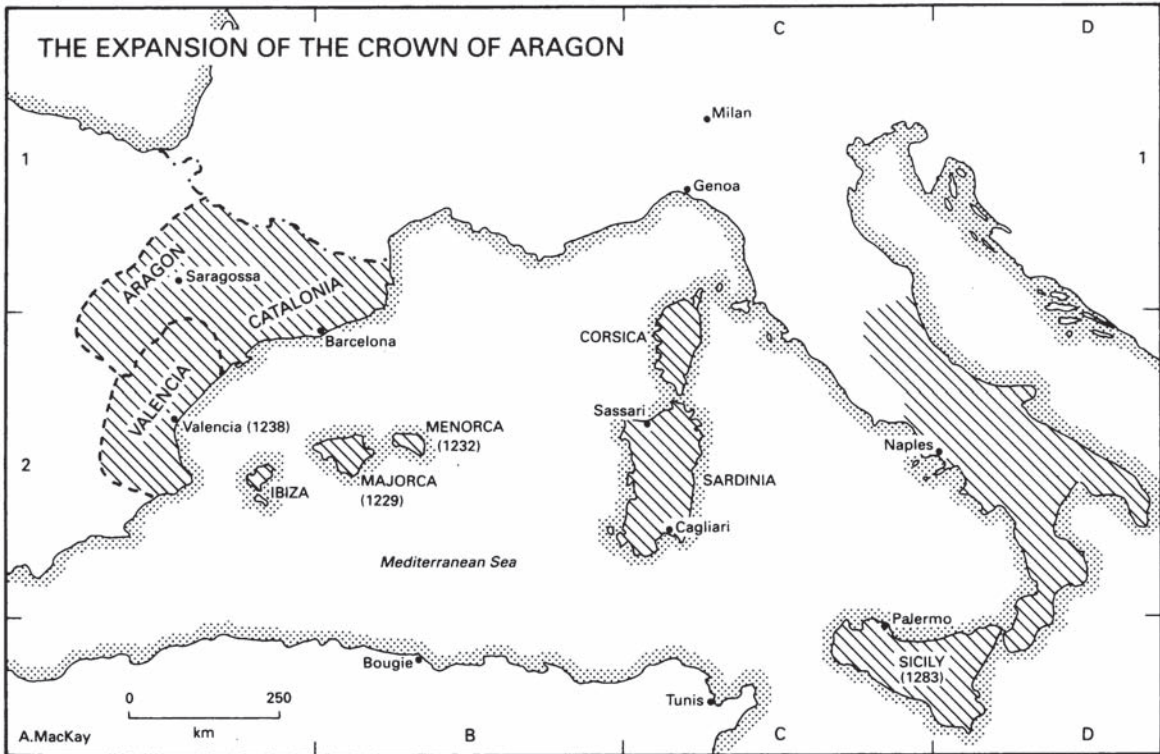 THE EXPANSION OF THE CROWN OF ARAGON
C
D
Milan
1
1
Genoa
ARAGON
Saragossa
CATALONIA
Barcelona
CORSICA
VALENCIA
Valencia (1238)
Sassari
MENORCA
(1232)
Naples
2
IBIZA
MAJORCA
(1229)
SARDINIA
Cagliari
Mediterranean Sea
Palermo
Bougie
SICILY
(1283)
0
250
Tunis
km
A.MacKay
B
C
D